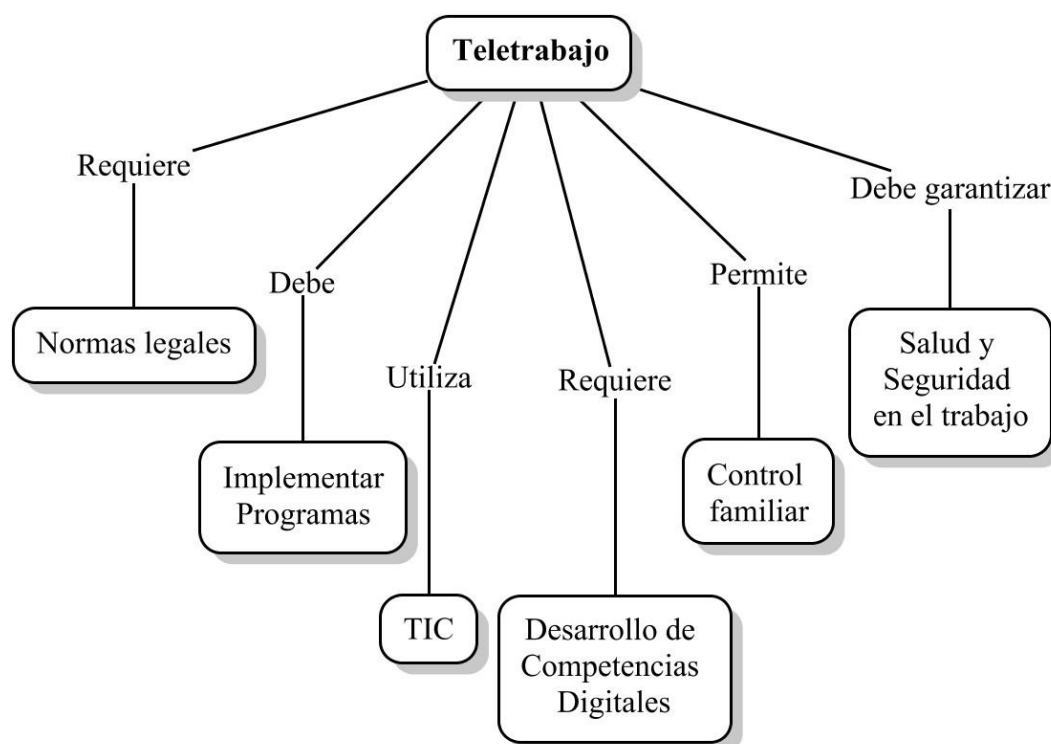 Teletrabajo
Requiere
Normas legales
Debe
Implementar
Programas
Utiliza
TIC
Requiere
Desarrollo de
Competencias
Digitales
Permite
Control
familiar
Debe garantizar
Salud y
Seguridad
en el trabajo